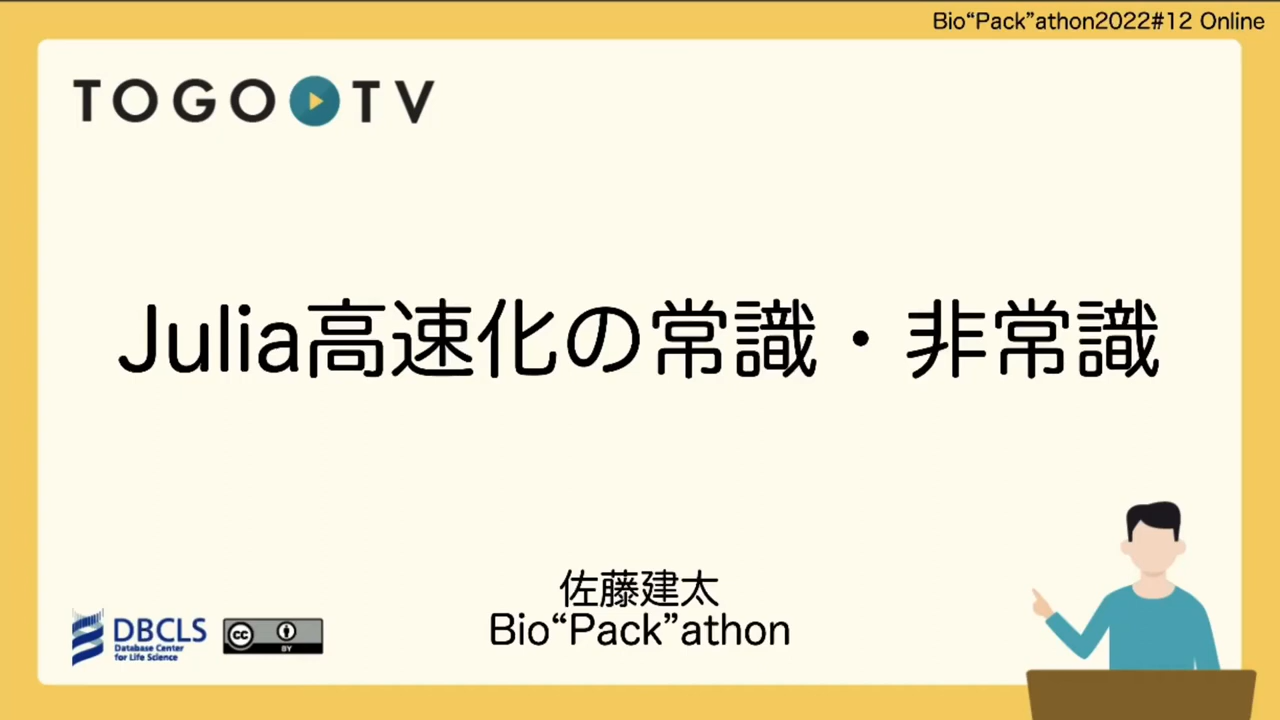 Bio“Pack”athon2022#12 Online
TOGO TV
Julia高速化の常識・非常識
佐藤建太
Bio“Pack”athon
DBCLS
Database Center
for Life Science
cc
BY